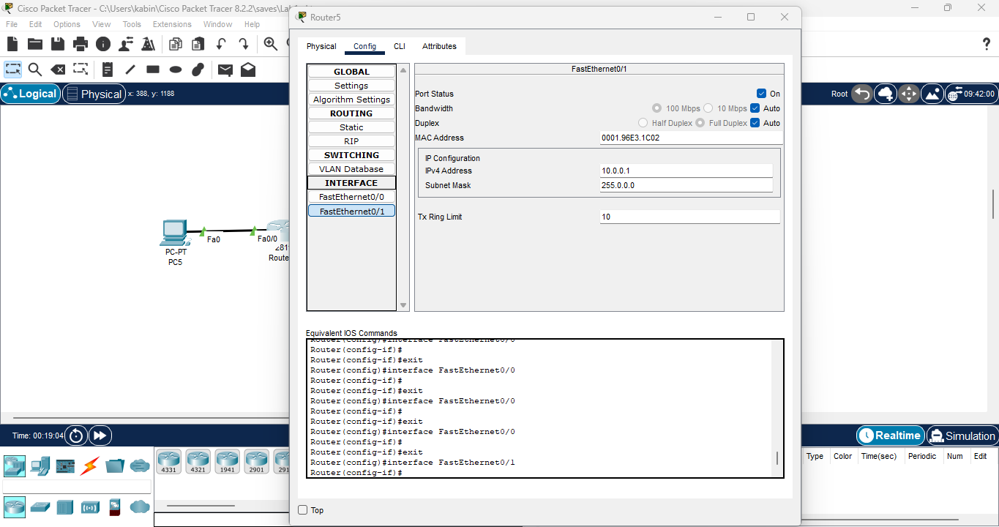 Cisco Packet Tracer - C:\Users\kabin\Cisco Packet Tracer 8.2.2\saves\La
File Edit Options View Tools Extensions Window Help
Logical Physical x: 388, y: 1188
Root 09:42:00
PC-PT
PC5
Fa0
Fa0/0
281
Route
Router5
Physical Config CLI Attributes
GLOBAL
Settings
Algorithm Settings
ROUTING
Static
RIP
SWITCHING
VLAN Database
INTERFACE
FastEthernet0/0
FastEthernet0/1
FastEthernet0/1
Port Status On
Bandwidth 100 Mbps 10 Mbps Auto
Duplex Half Duplex Full Duplex Auto
MAC Address 0001.96E3.1C02
IP Configuration
IPv4 Address 10.0.0.1
Subnet Mask 255.0.0.0
Tx Ring Limit 10
Equivalent IOS Commands
Router(config)#interface FastEthernet0/0
Router(config-if)#
Router(config-if)#exit
Router(config)#interface FastEthernet0/0
Router(config-if)#
Router(config-if)#exit
Router(config)#interface FastEthernet0/0
Router(config-if)#
Router(config-if)#exit
Router(config)#interface FastEthernet0/0
Router(config-if)#
Router(config-if)#exit
Router(config)#interface FastEthernet0/1
Router(config-if)#
Top
Time: 00:19:04
Realtime Simulation
4331 4321 1941 2901 291
Type Color Time(sec) Periodic Num Edit